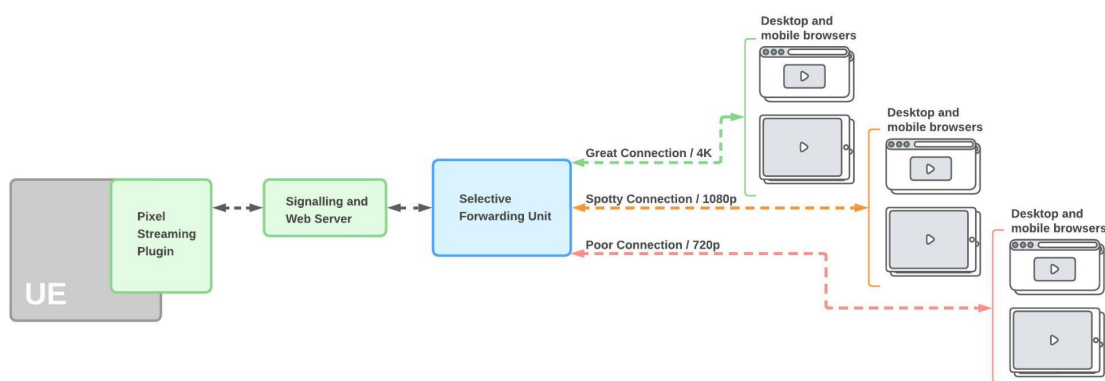 UE
Pixel
Streaming
Plugin
Signalling and
Web Server
Selective
Forwarding Unit
Great Connection / 4K
Spotty Connection / 1080p
Poor Connection / 720p
Desktop and
mobile browsers
Desktop and
mobile browsers
Desktop and
mobile browsers